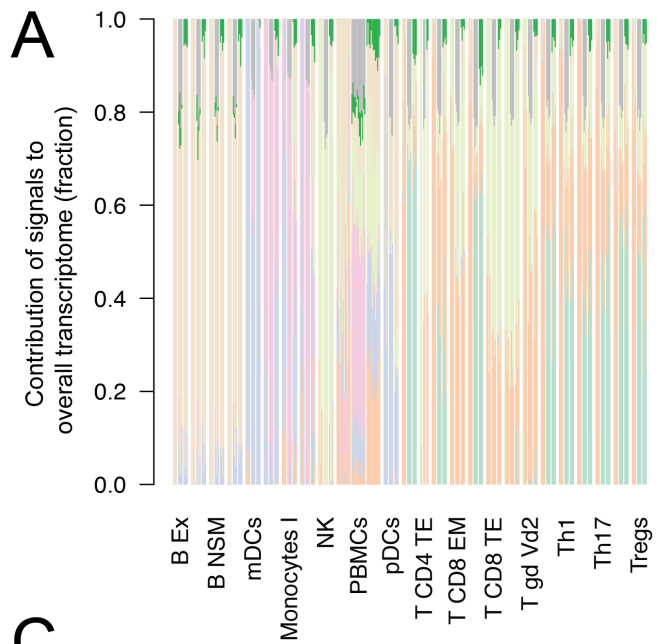 A
Contribution of signals to
overall transcriptome (fraction)
1.0
0.8
0.6
0.4
0.2
0.0
B Ex
B NSM
mDCs
Monocytes I
NK
PBMCs
pDCs
T CD4 TE
T CD8 EM
T CD8 TE
T gd Vd2
Th1
Th17
Tregs
C